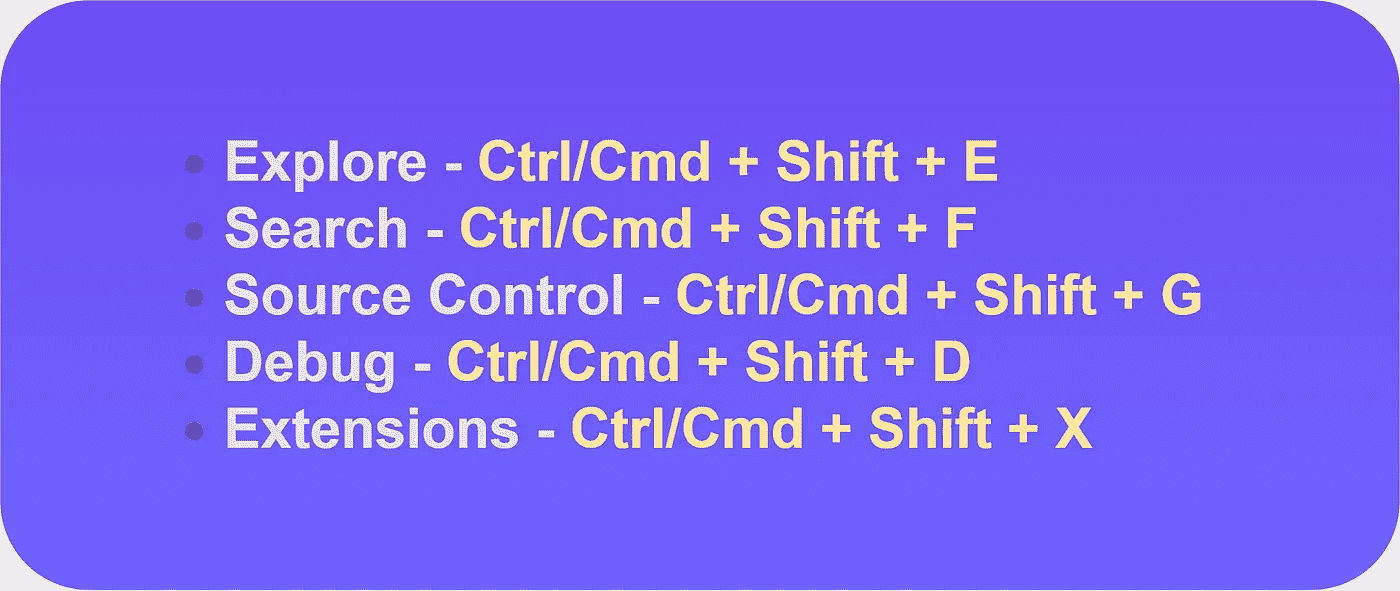 • Explore - Ctrl/Cmd + Shift + E
• Search - Ctrl/Cmd + Shift + F
• Source Control - Ctrl/Cmd + Shift + G
• Debug - Ctrl/Cmd + Shift + D
• Extensions - Ctrl/Cmd + Shift + X